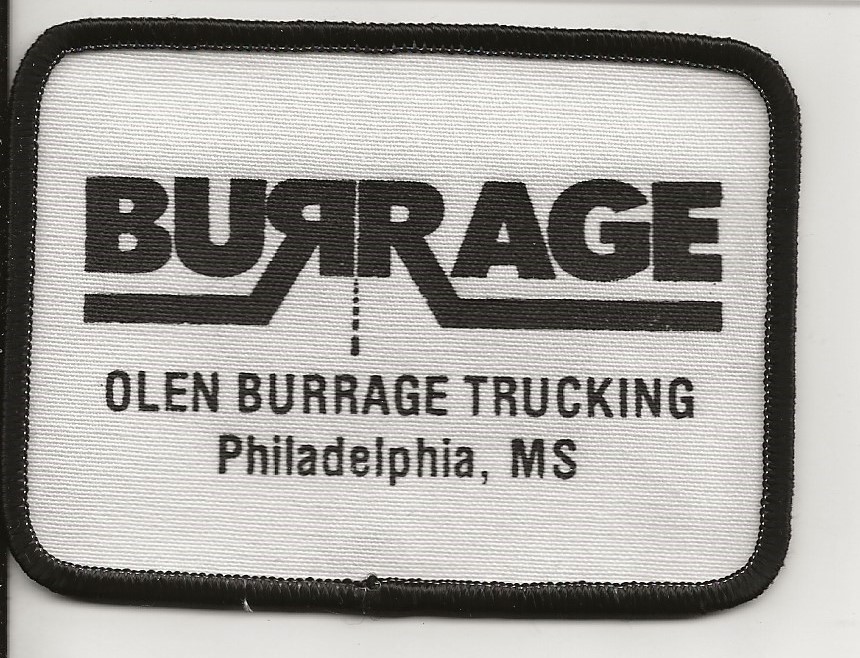 BURRAGE
OLEN BURRAGE TRUCKING
Philadelphia, MS